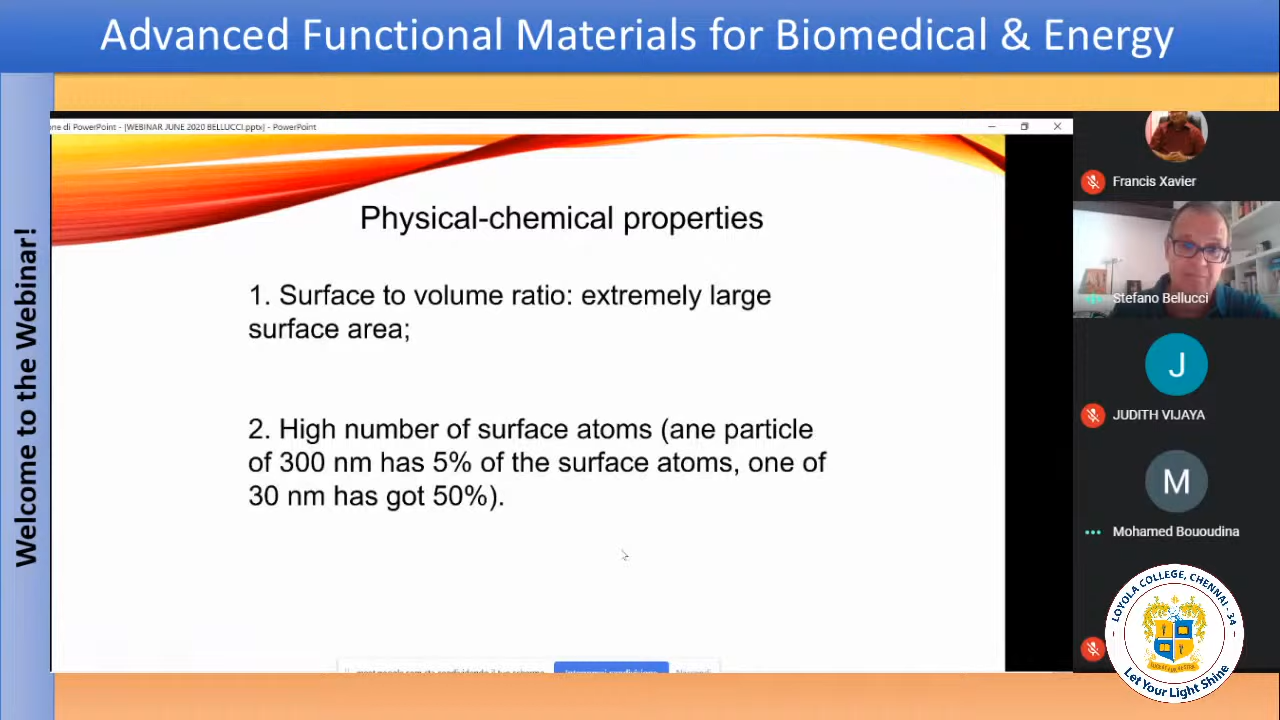 Advanced Functional Materials for Biomedical & Energy
Welcome to the Webinar!
ne di PowerPoint - [WEBINAR JUNE 2020 BELLUCCI.pptx] - PowerPoint
Physical-chemical properties
1. Surface to volume ratio: extremely large
surface area;
2. High number of surface atoms (ane particle
of 300 nm has 5% of the surface atoms, one of
30 nm has got 50%).
Francis Xavier
Stefano Bellucci
J
JUDITH VIJAYA
M
Mohamed Bououdina
LOYOLA COLLEGE, CHENNAI - 34
Let Your Light Shine